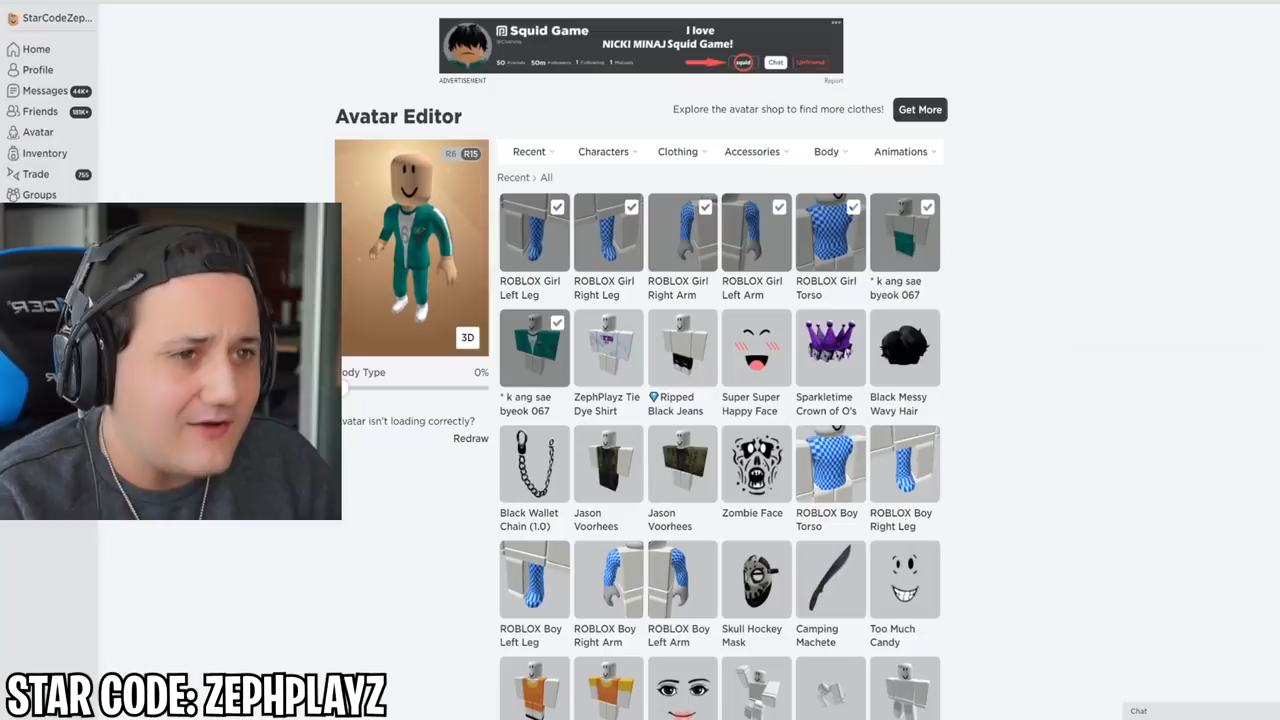 StarCodeZep...
Home
Profile
Messages 44K+
Friends 181K+
Avatar
Inventory
Trade 755
Groups
Squid Game
I love
NICKI MINAJ Squid Game!
squid
Chat
Unfriend
ADVERTISEMENT
Report
Avatar Editor
Explore the avatar shop to find more clothes!
Get More
R6 R15
3D
ody Type 0%
vatar isn't loading correctly?
Redraw
Recent
Characters
Clothing
Accessories
Body
Animations
Recent > All
ROBLOX Girl
Left Leg
ROBLOX Girl
Right Leg
ROBLOX Girl
Right Arm
ROBLOX Girl
Left Arm
ROBLOX Girl
Torso
* k ang sae
byeok 067
* k ang sae
byeok 067
ZephPlayz Tie
Dye Shirt
Ripped
Black Jeans
Super Super
Happy Face
Sparkletime
Crown of O's
Black Messy
Wavy Hair
Black Wallet
Chain (1.0)
Jason
Voorhees
Jason
Voorhees
Zombie Face
ROBLOX Boy
Torso
ROBLOX Boy
Right Leg
ROBLOX Boy
Left Leg
ROBLOX Boy
Right Arm
ROBLOX Boy
Left Arm
Skull Hockey
Mask
Camping
Machete
Too Much
Candy
STAR CODE: ZEPHPLAYZ
Chat